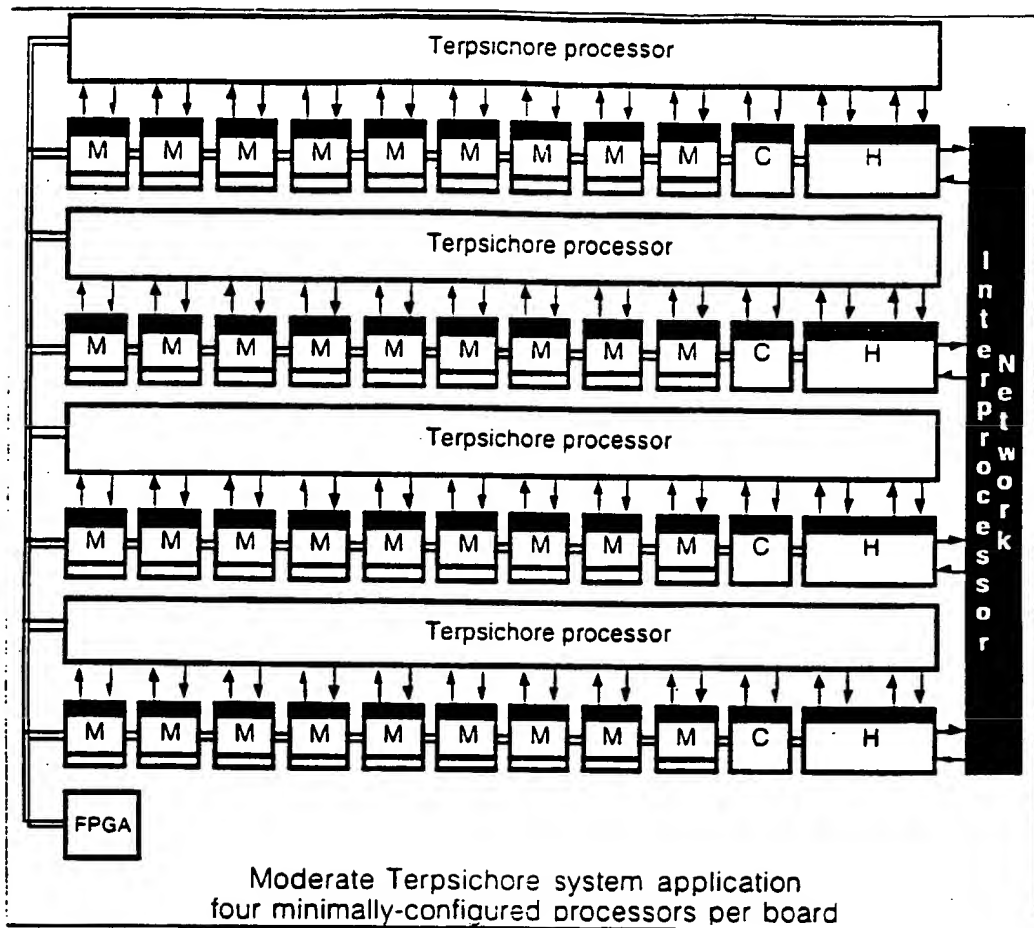 Terpsichore processor
M M M M M M M M M C H
Terpsichore processor
M M M M M M M M M C H
Terpsichore processor
M M M M M M M M M C H
Terpsichore processor
M M M M M M M M M C H
Interprocessor
Network
FPGA
Moderate Terpsichore system application
four minimally-configured processors per board